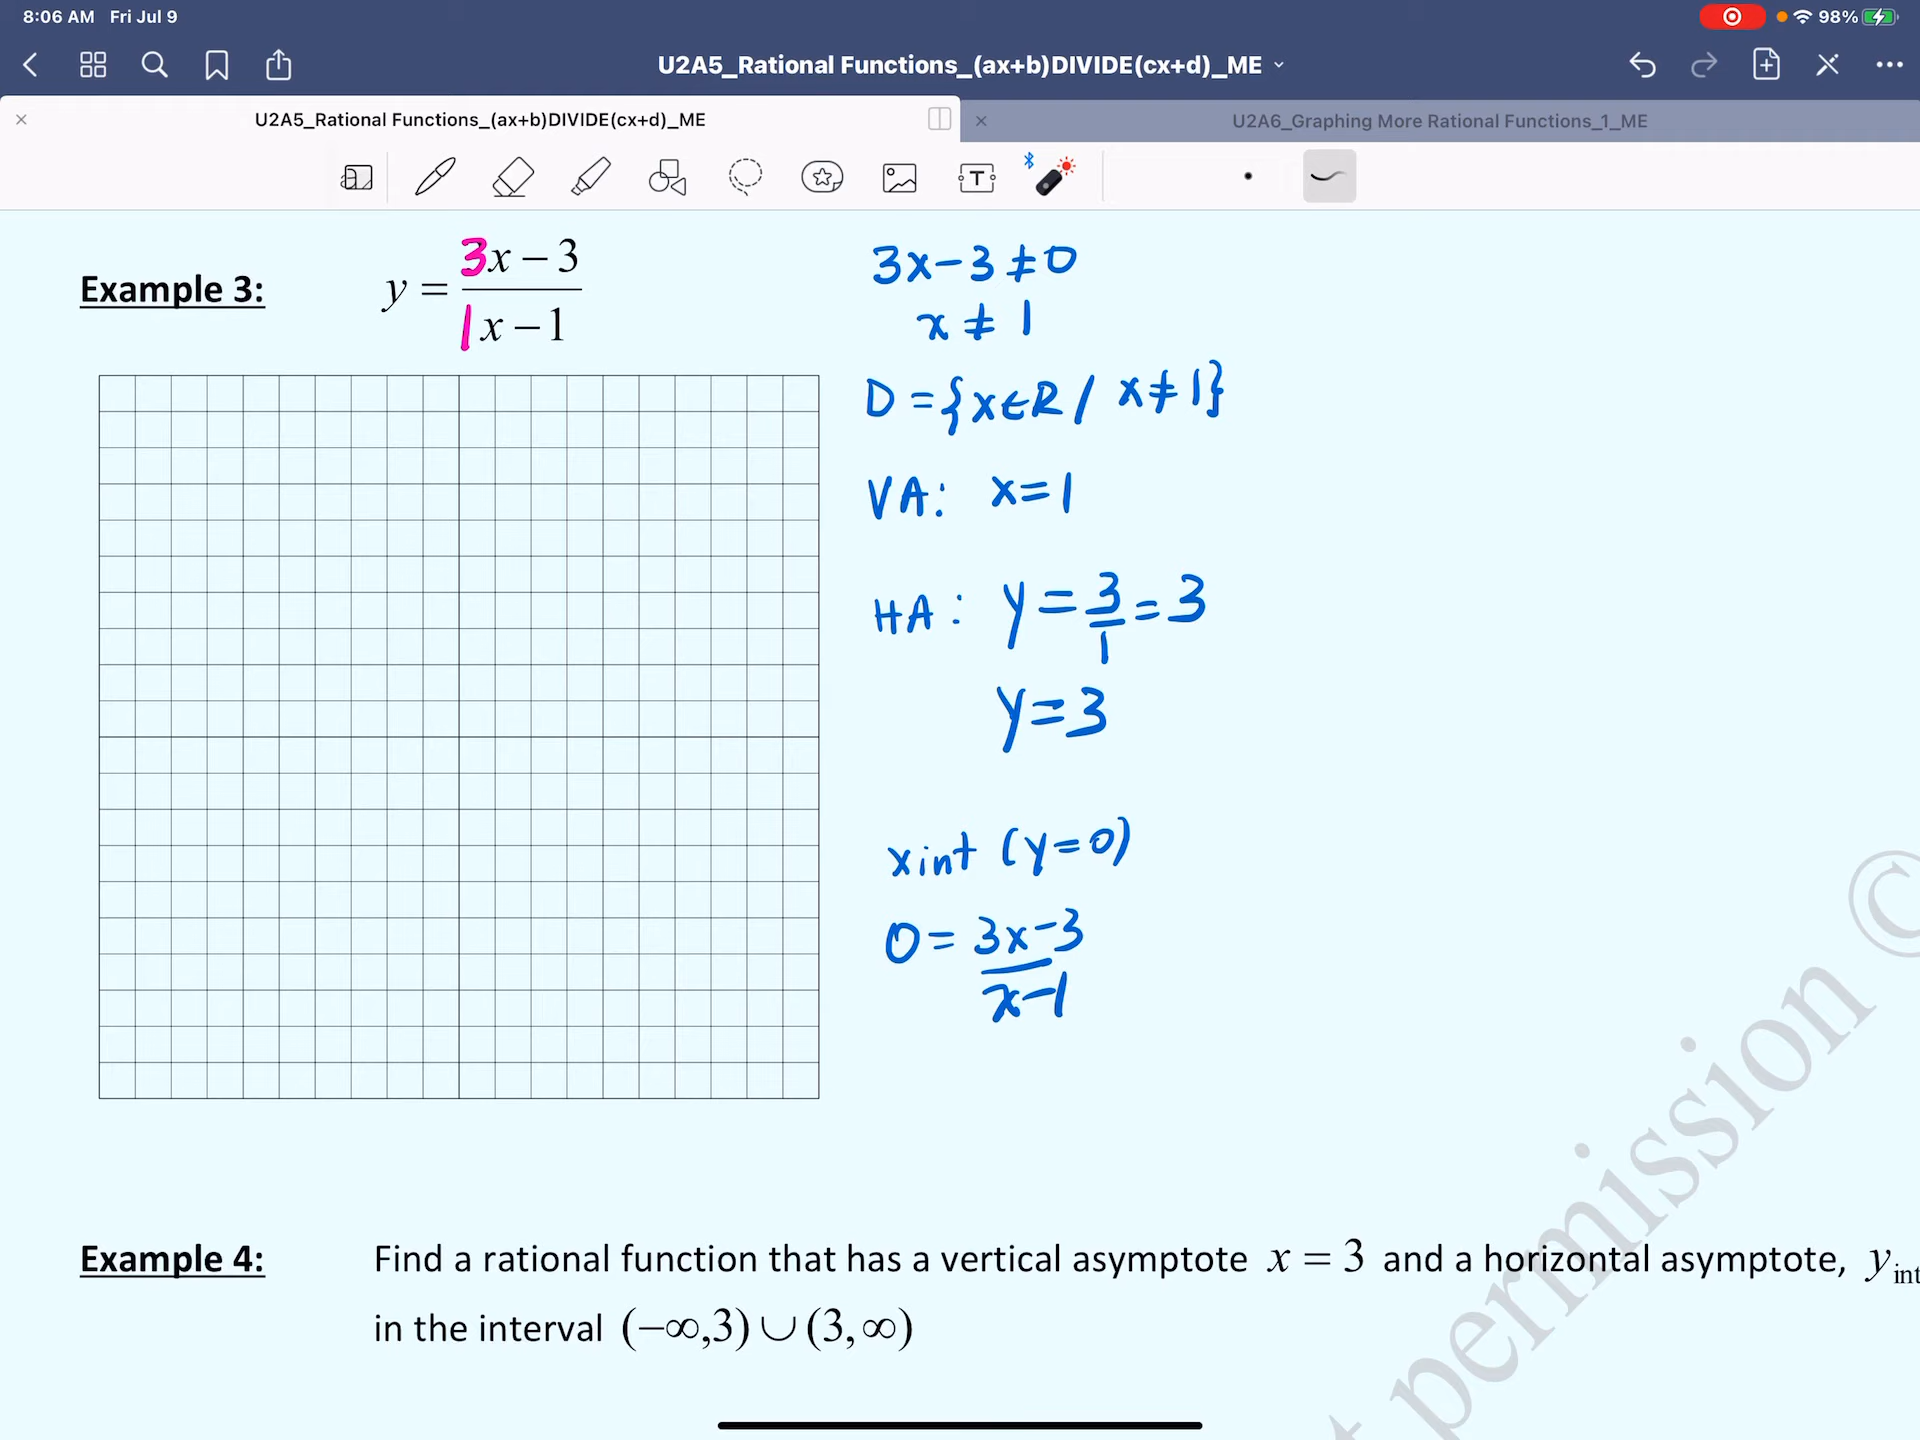 8:06 AM Fri Jul 9
98%
U2A5_Rational Functions_(ax+b)DIVIDE(cx+d)_ME
U2A5_Rational Functions_(ax+b)DIVIDE(cx+d)_ME
U2A6_Graphing More Rational Functions_1_ME
Example 3:
y = (3x − 3)/(1x − 1)
3x−3 ≠ 0
x ≠ 1
D = {x∈R / x≠1}
VA: x=1
HA: y = 3/1 = 3
y=3
xint (y=0)
0 = (3x−3)/(x−1)
Example 4: Find a rational function that has a vertical asymptote x = 3 and a horizontal asymptote, y int
in the interval (−∞,3)∪(3,∞)
permission ©